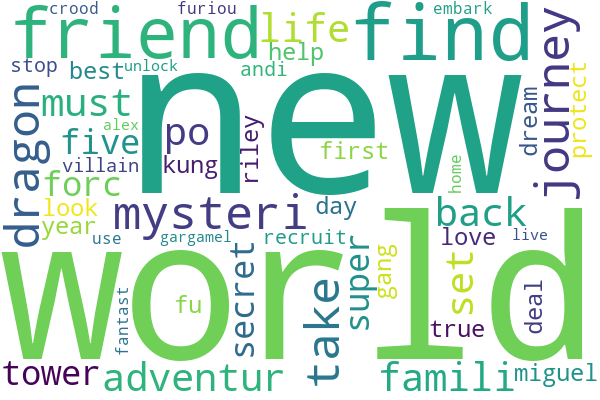 crood
furiou
embark
friend
life
find
stop
best
unlock
help
andi
new
journey
dragon
must
alex
five
villain
po
kung
riley
first
dream
protect
forc
look
year
mysteri
day
back
home
use
gargamel
recruit
love
live
world
fantast
secret
fu
take
super
gang
set
true
deal
tower
adventur
famili
miguel